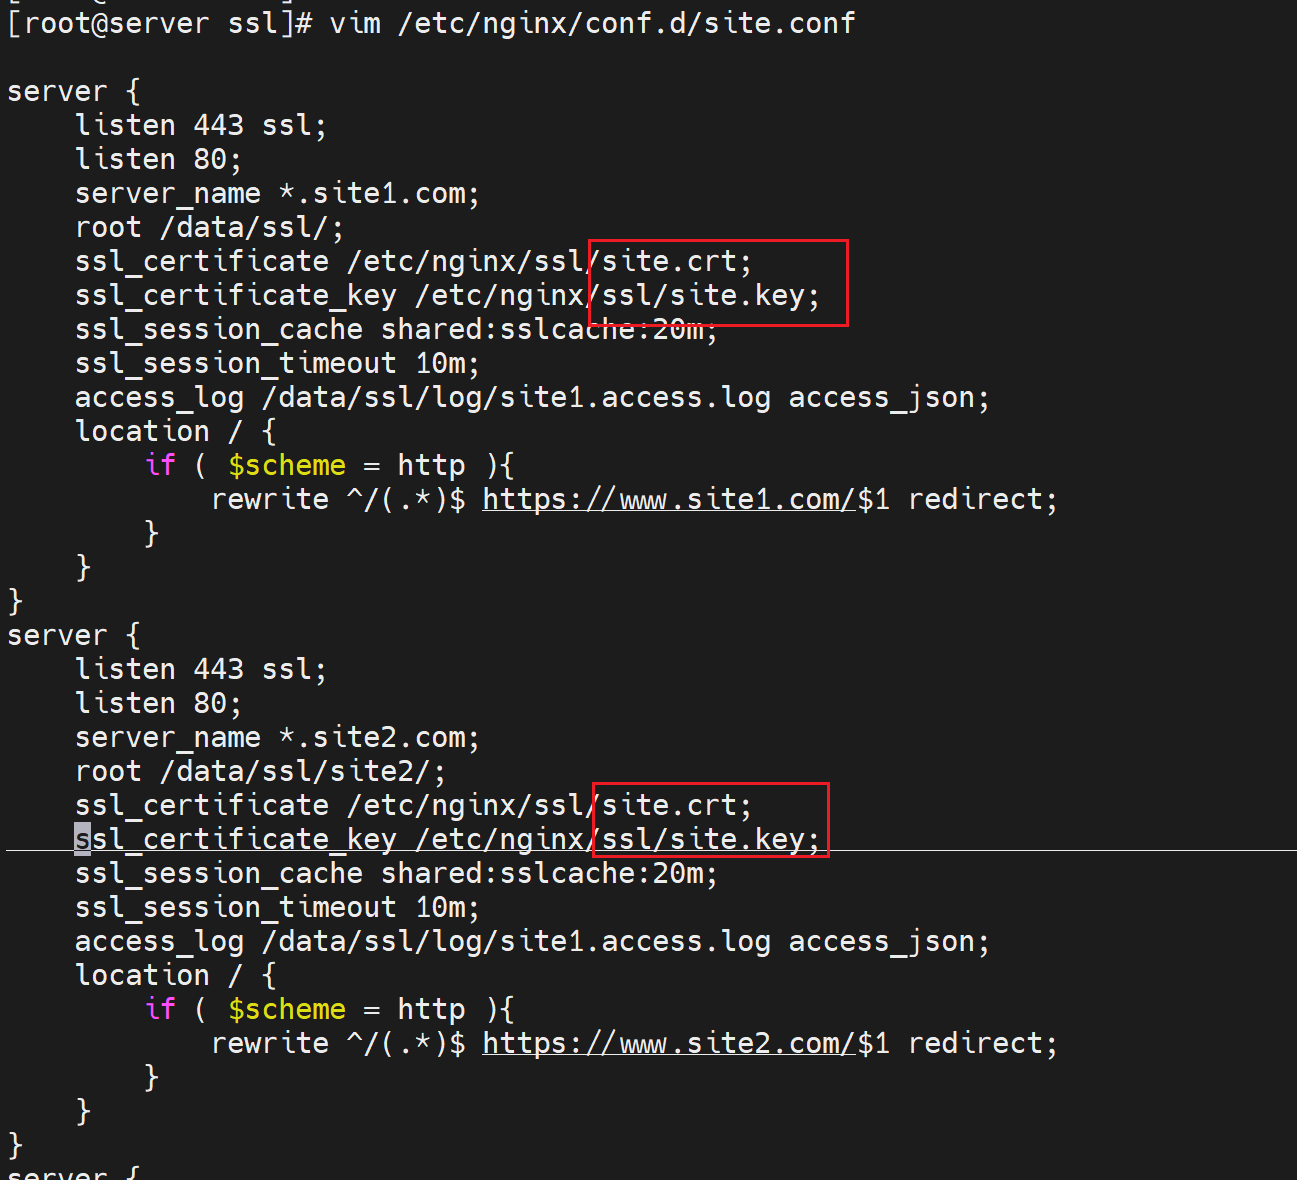 [root@server ssl]# vim /etc/nginx/conf.d/site.conf
server {
    listen 443 ssl;
    listen 80;
    server_name *.site1.com;
    root /data/ssl/;
    ssl_certificate /etc/nginx/ssl/site.crt;
    ssl_certificate_key /etc/nginx/ssl/site.key;
    ssl_session_cache shared:sslcache:20m;
    ssl_session_timeout 10m;
    access_log /data/ssl/log/site1.access.log access_json;
    location / {
        if ( $scheme = http ){
            rewrite ^/(.*)$ https://www.site1.com/$1 redirect;
        }
    }
}
server {
    listen 443 ssl;
    listen 80;
    server_name *.site2.com;
    root /data/ssl/site2/;
    ssl_certificate /etc/nginx/ssl/site.crt;
    ssl_certificate_key /etc/nginx/ssl/site.key;
    ssl_session_cache shared:sslcache:20m;
    ssl_session_timeout 10m;
    access_log /data/ssl/log/site1.access.log access_json;
    location / {
        if ( $scheme = http ){
            rewrite ^/(.*)$ https://www.site2.com/$1 redirect;
        }
    }
}
server {